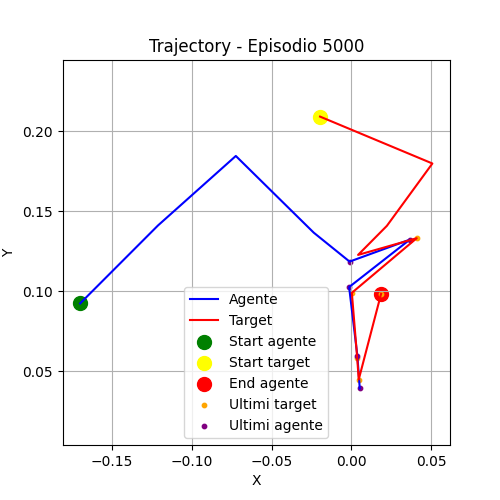 Trajectory - Episodio 5000
Y
0.20
0.15
0.10
0.05
Agente
Target
Start agente
Start target
End agente
Ultimi target
Ultimi agente
−0.15 −0.10 −0.05 0.00 0.05
X